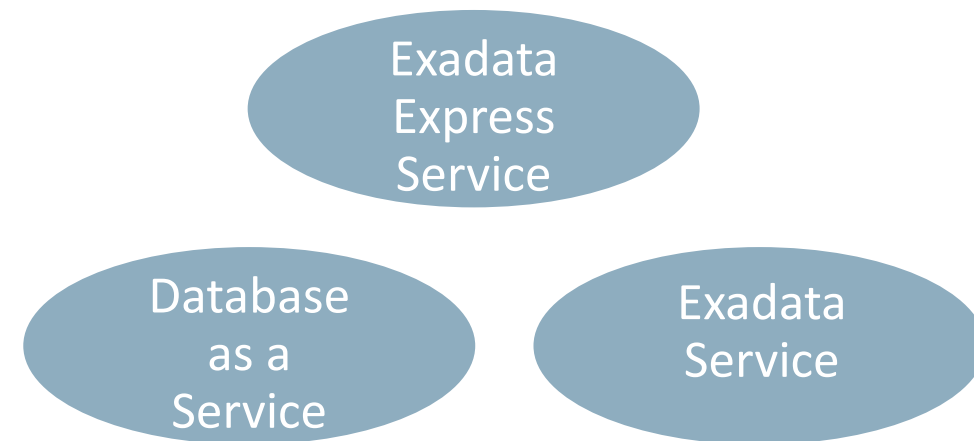 Exadata
Express
Service
Database
as a
Service
Exadata
Service